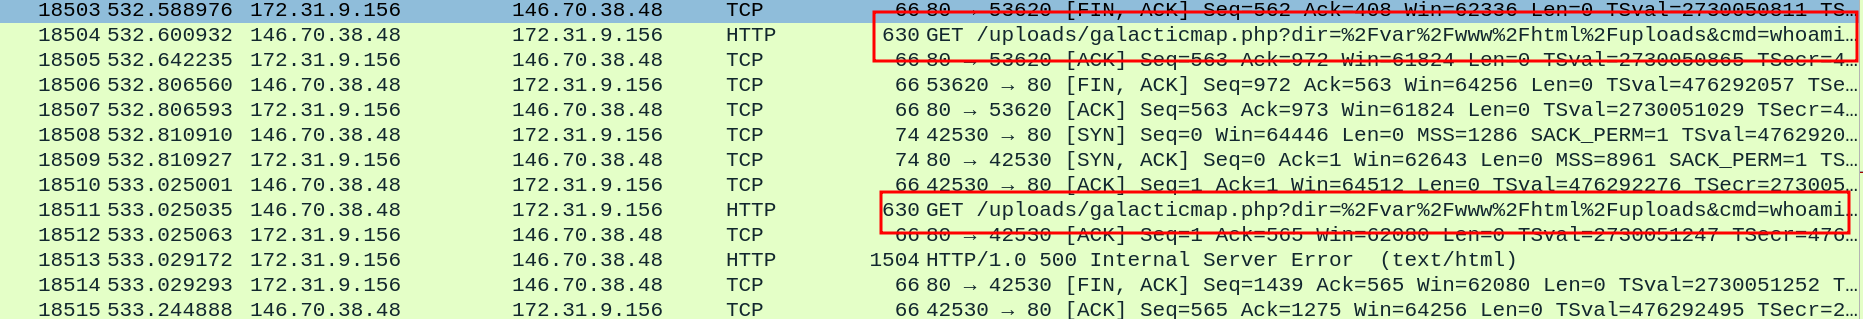 18503 532.588976 172.31.9.156 146.70.38.48 TCP 66 80 → 53620 [FIN, ACK] Seq=562 Ack=408 Win=62336 Len=0 TSval=2730050811 TS…
18504 532.600932 146.70.38.48 172.31.9.156 HTTP 630 GET /uploads/galacticmap.php?dir=%2Fvar%2Fwww%2Fhtml%2Fuploads&cmd=whoami…
18505 532.642235 172.31.9.156 146.70.38.48 TCP 66 80 → 53620 [ACK] Seq=563 Ack=972 Win=61824 Len=0 TSval=2730050865 TSecr=4…
18506 532.806560 146.70.38.48 172.31.9.156 TCP 66 53620 → 80 [FIN, ACK] Seq=972 Ack=563 Win=64256 Len=0 TSval=476292057 TSe…
18507 532.806593 172.31.9.156 146.70.38.48 TCP 66 80 → 53620 [ACK] Seq=563 Ack=973 Win=61824 Len=0 TSval=2730051029 TSecr=4…
18508 532.810910 146.70.38.48 172.31.9.156 TCP 74 42530 → 80 [SYN] Seq=0 Win=64446 Len=0 MSS=1286 SACK_PERM=1 TSval=4762920…
18509 532.810927 172.31.9.156 146.70.38.48 TCP 74 80 → 42530 [SYN, ACK] Seq=0 Ack=1 Win=62643 Len=0 MSS=8961 SACK_PERM=1 TS…
18510 533.025001 146.70.38.48 172.31.9.156 TCP 66 42530 → 80 [ACK] Seq=1 Ack=1 Win=64512 Len=0 TSval=476292276 TSecr=273005…
18511 533.025035 146.70.38.48 172.31.9.156 HTTP 630 GET /uploads/galacticmap.php?dir=%2Fvar%2Fwww%2Fhtml%2Fuploads&cmd=whoami…
18512 533.025063 172.31.9.156 146.70.38.48 TCP 66 80 → 42530 [ACK] Seq=1 Ack=565 Win=62080 Len=0 TSval=2730051247 TSecr=476…
18513 533.029172 172.31.9.156 146.70.38.48 HTTP 1504 HTTP/1.0 500 Internal Server Error (text/html)
18514 533.029293 172.31.9.156 146.70.38.48 TCP 66 80 → 42530 [FIN, ACK] Seq=1439 Ack=565 Win=62080 Len=0 TSval=2730051252 T…
18515 533.244888 146.70.38.48 172.31.9.156 TCP 66 42530 → 80 [ACK] Seq=565 Ack=1275 Win=64256 Len=0 TSval=476292495 TSecr=2…